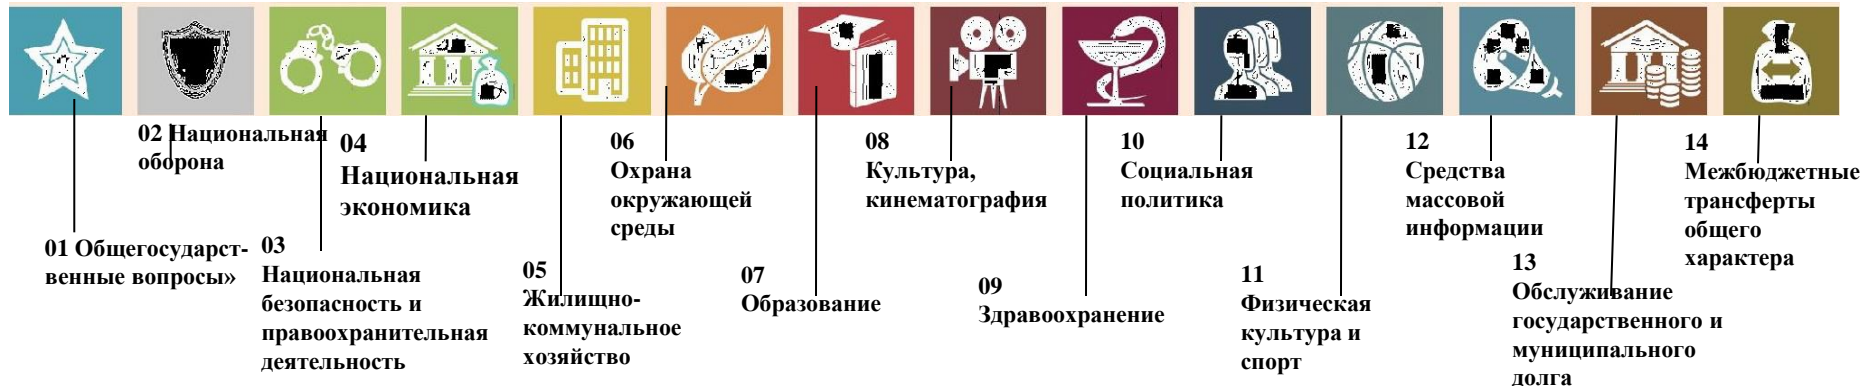 01 Общегосударст-
венные вопросы»
02 Национальная
оборона
03
Национальная
безопасность и
правоохранительная
деятельность
04
Национальная
экономика
05
Жилищно-
коммунальное
хозяйство
06
Охрана
окружающей
среды
07
Образование
08
Культура,
кинематография
09
Здравоохранение
10
Социальная
политика
11
Физическая
культура и
спорт
12
Средства
массовой
информации
13
Обслуживание
государственного и
муниципального
долга
14
Межбюджетные
трансферты
общего
характера